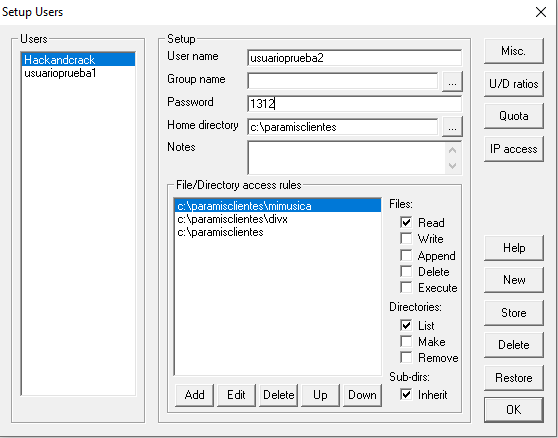 Setup Users
Users
Hackandcrack
usuarioprueba1
Setup
User name usuarioprueba2
Group name ...
Password 1312
Home directory c:\paramisclientes ...
Notes
File/Directory access rules
c:\paramisclientes\mimusica
c:\paramisclientes\divx
c:\paramisclientes
Files:
Read
Write
Append
Delete
Execute
Directories:
List
Make
Remove
Sub-dirs:
Inherit
Add Edit Delete Up Down
Misc.
U/D ratios
Quota
IP access
Help
New
Store
Delete
Restore
OK